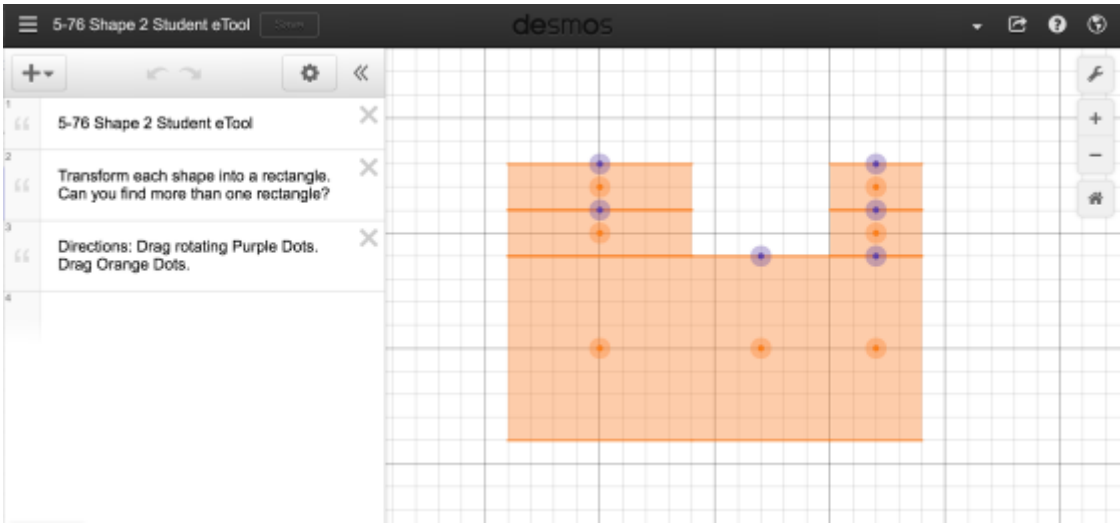 5-76 Shape 2 Student eTool
Save
desmos
1
5-76 Shape 2 Student eTool
2
Transform each shape into a rectangle.
Can you find more than one rectangle?
3
Directions: Drag rotating Purple Dots.
Drag Orange Dots.
4